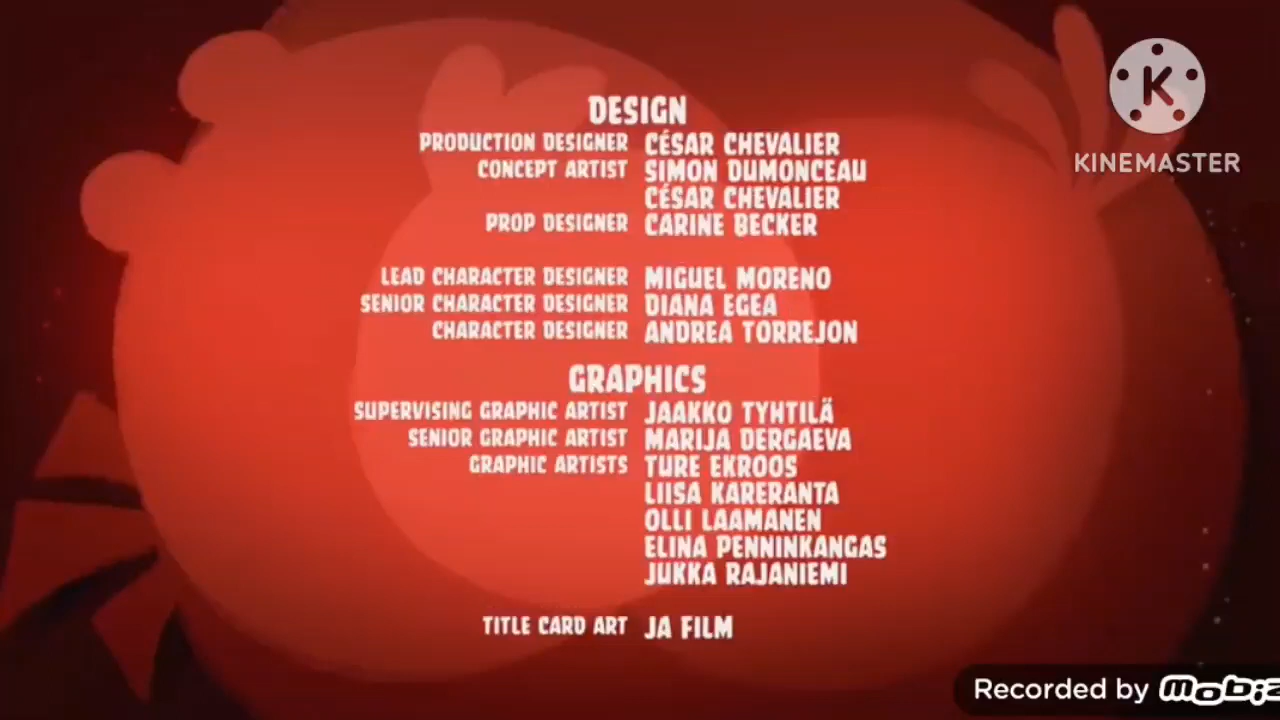 DESIGN
PRODUCTION DESIGNER CÉSAR CHEVALIER
CONCEPT ARTIST SIMON DUMONCEAU
CÉSAR CHEVALIER
PROP DESIGNER CARINE BECKER
LEAD CHARACTER DESIGNER MIGUEL MORENO
SENIOR CHARACTER DESIGNER DIANA EGEA
CHARACTER DESIGNER ANDREA TORREJON
GRAPHICS
SUPERVISING GRAPHIC ARTIST JAAKKO TYHTILÄ
SENIOR GRAPHIC ARTIST MARIJA DERGAEVA
GRAPHIC ARTISTS TURE EKROOS
LIISA KARERANTA
OLLI LAAMANEN
ELINA PENNINKANGAS
JUKKA RAJANIEMI
TITLE CARD ART JA FILM
K
KINEMASTER
Recorded by